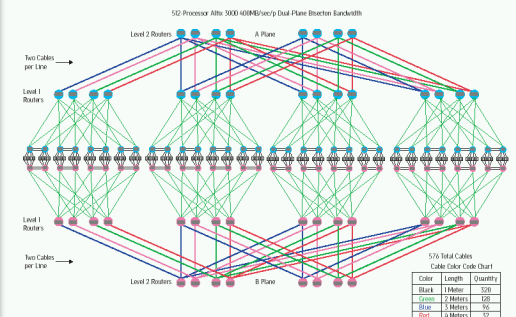 512-Processor Altix 3000 400MB/sec/p Dual-Plane Bisection Bandwidth
Level 2 Routers
A Plane
Two Cables
per Line
Level 1
Routers
Level 1
Routers
Two Cables
per Line
Level 2 Routers
B Plane
576 Total Cables
Cable Color Code Chart
Color Length Quantity
Black 1 Meter 320
Green 2 Meters 128
Blue 3 Meters 96
Red 4 Meters 32